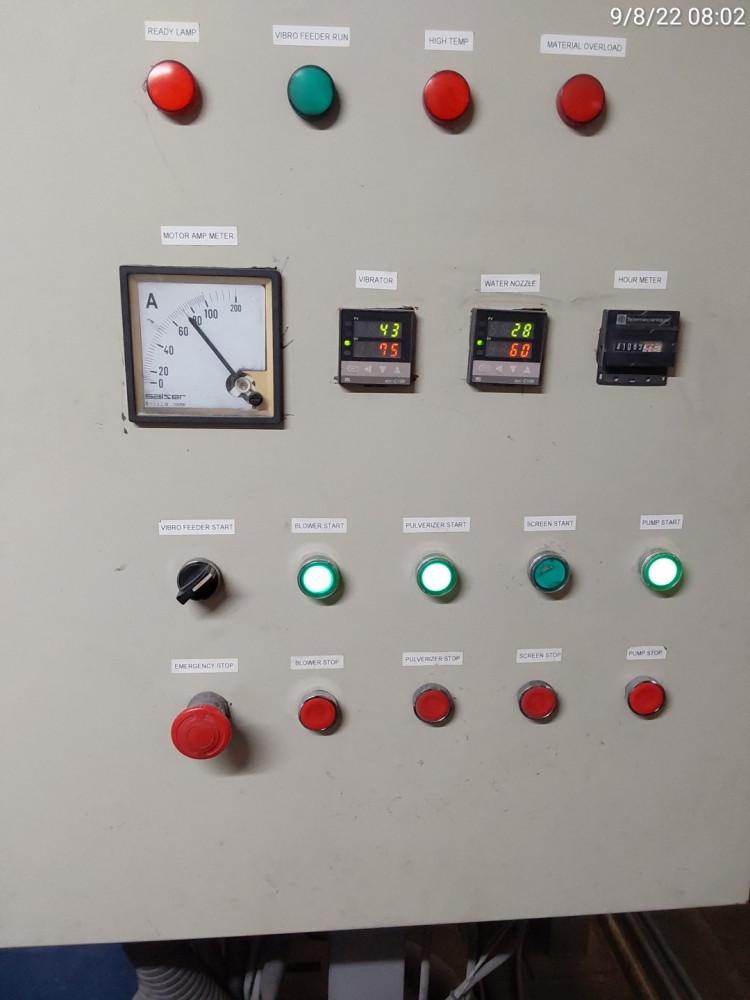 9/8/22 08:02
READY LAMP
VIBRO FEEDER RUN
HIGH TEMP
MATERIAL OVERLOAD
MOTOR AMP METER
VIBRATOR
WATER NOZZLE
HOUR METER
A
0
20
40
60
80
100
200
salzer
43
75
28
60
VIBRO FEEDER START
BLOWER START
PULVERIZER START
SCREEN START
PUMP START
EMERGENCY STOP
BLOWER STOP
PULVERIZER STOP
SCREEN STOP
PUMP STOP